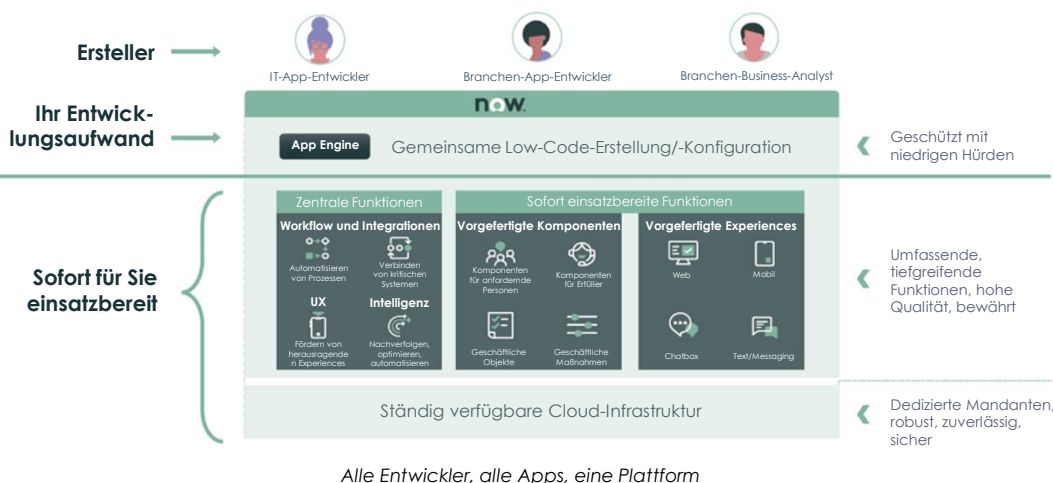 Ersteller
IT-App-Entwickler
Branchen-App-Entwickler
Branchen-Business-Analyst
Ihr Entwick-
lungsaufwand
now.
App Engine
Gemeinsame Low-Code-Erstellung/-Konfiguration
Geschützt mit
niedrigen Hürden
Sofort für Sie
einsatzbereit
Zentrale Funktionen
Workflow und Integrationen
Automatisieren
von Prozessen
Verbinden
von kritischen
Systemen
UX
Fördern von
herausragende
n Experiences
Intelligenz
Nachverfolgen,
optimieren,
automatisieren
Sofort einsatzbereite Funktionen
Vorgefertigte Komponenten
Komponenten
für anfordernde
Personen
Komponenten
für Erfüller
Geschäftliche
Objekte
Geschäftliche
Maßnahmen
Vorgefertigte Experiences
Web
Mobil
Chatbox
Text/Messaging
Umfassende,
tiefgreifende
Funktionen, hohe
Qualität, bewährt
Ständig verfügbare Cloud-Infrastruktur
Dedizierte Mandanten,
robust, zuverlässig,
sicher
Alle Entwickler, alle Apps, eine Plattform